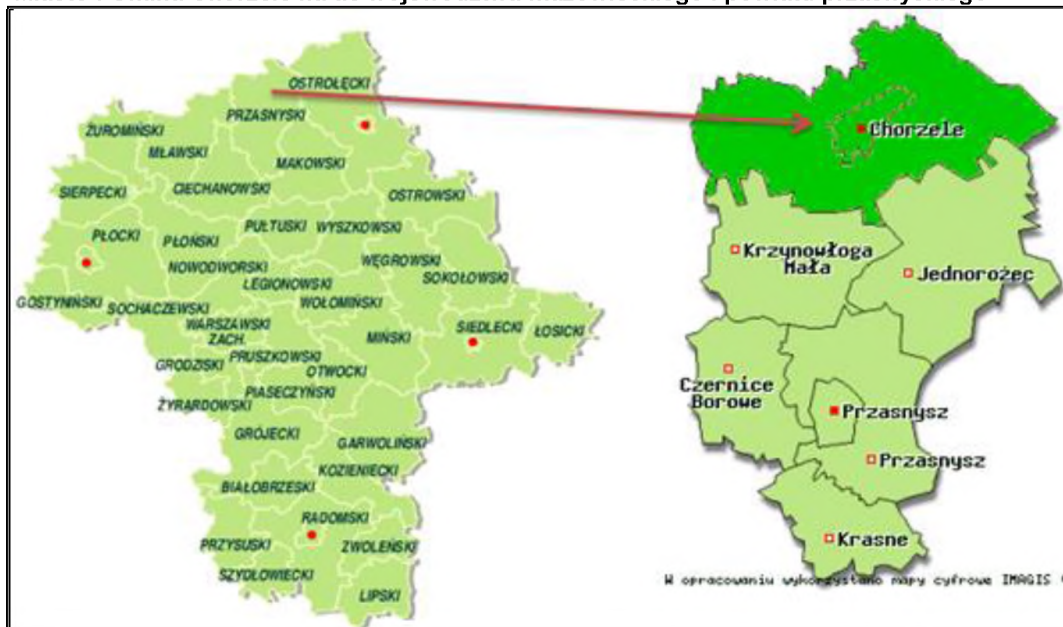 OSTROŁĘCKI
PRZASNYSKI
ŻUROMIŃSKI
MŁAWSKI
MAKOWSKI
SIERPECKI
CIECHANOWSKI
OSTROWSKI
PŁOCKI
PŁOŃSKI
PUŁTUSKI
WYSZKOWSKI
NOWODWORSKI
WĘGROWSKI
LEGIONOWSKI
SOKOŁOWSKI
GOSTYNIŃSKI
SOCHACZEWSKI
WOŁOMIŃSKI
WARSZAWSKI
ZACH.
MIŃSKI
SIEDLECKI
ŁOSICKI
GRODZISKI
PRUSZKOWSKI
OTWOCKI
PIASECZYŃSKI
ŻYRARDOWSKI
GRÓJECKI
GARWOLIŃSKI
KOZIENICKI
BIAŁOBRZESKI
RADOMSKI
PRZYSUSKI
ZWOLEŃSKI
SZYDŁOWIECKI
LIPSKI
Chorzele
Krzynowłoga
Mała
Jednorożec
Czernice
Borowe
Przasnysz
Przasnysz
Krasne
W opracowaniu wykorzystano mapy cyfrowe IMAGIS